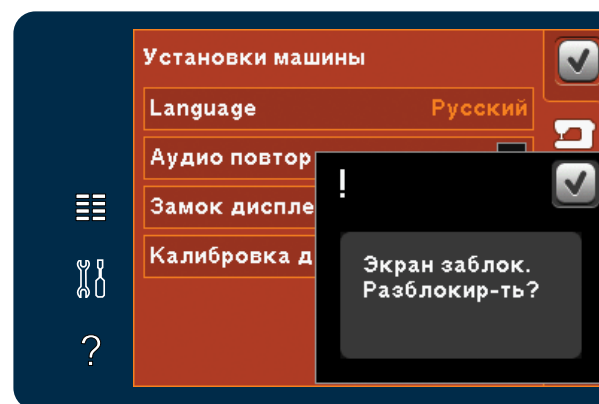 Установки машины
Language Русский
Аудио повтор
Замок диспле
Калибровка д
!
Экран заблок.
Разблокир-ть?
?